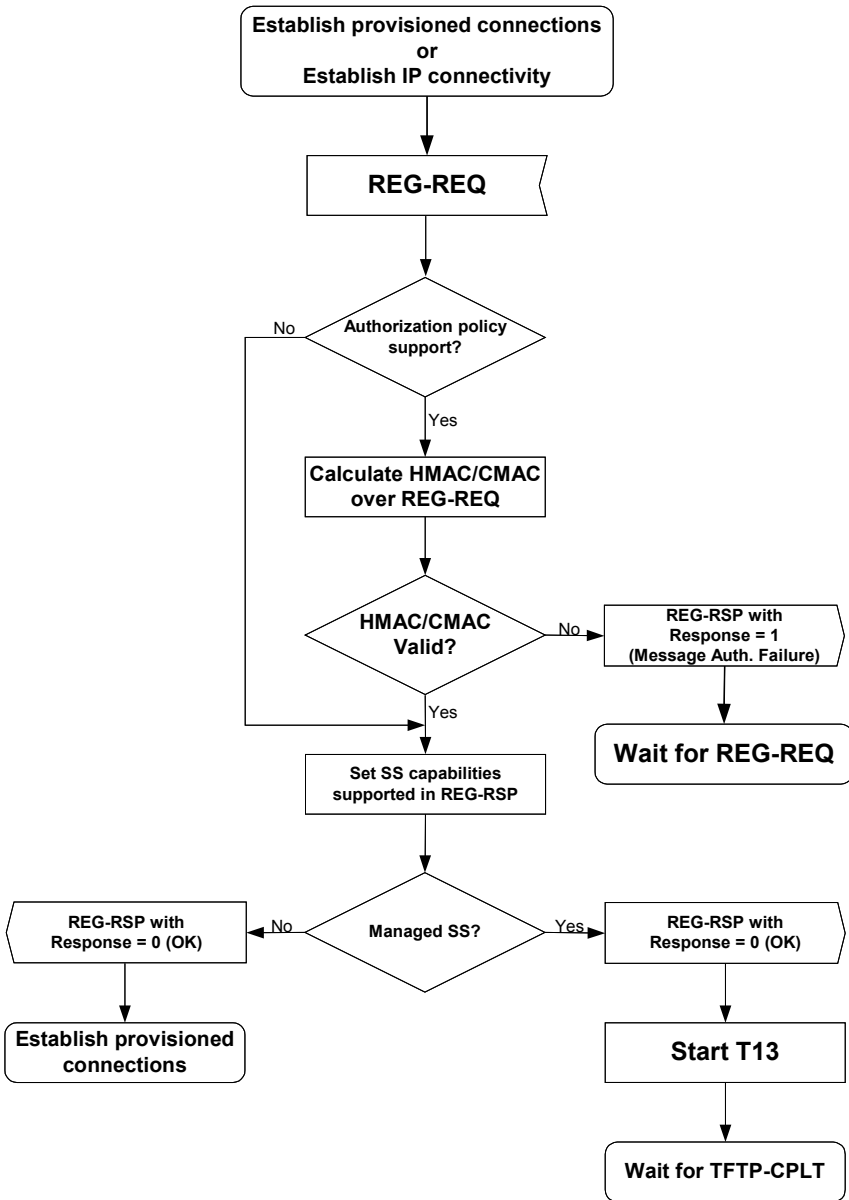 Establish provisioned connections
or
Establish IP connectivity
REG-REQ
No
Authorization policy
support?
Yes
Calculate HMAC/CMAC
over REG-REQ
HMAC/CMAC
Valid?
No
REG-RSP with
Response = 1
(Message Auth. Failure)
Yes
Wait for REG-REQ
Set SS capabilities
supported in REG-RSP
REG-RSP with
Response = 0 (OK)
No
Managed SS?
Yes
REG-RSP with
Response = 0 (OK)
Establish provisioned
connections
Start T13
Wait for TFTP-CPLT